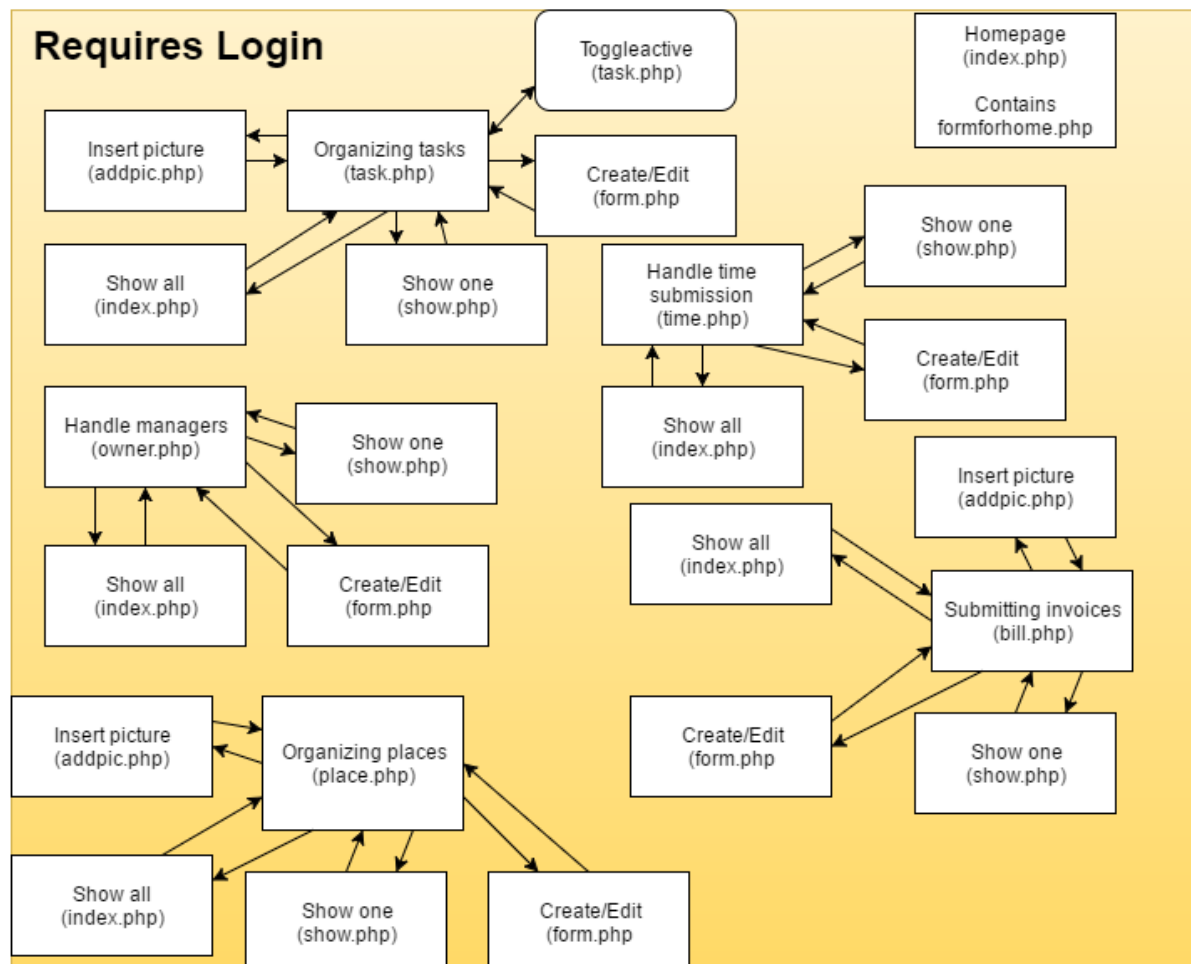 Requires Login
Toggleactive
(task.php)
Homepage
(index.php)
Contains
formforhome.php
Insert picture
(addpic.php)
Organizing tasks
(task.php)
Create/Edit
(form.php
Show all
(index.php)
Show one
(show.php)
Handle time
submission
(time.php)
Show one
(show.php)
Create/Edit
(form.php
Show all
(index.php)
Handle managers
(owner.php)
Show one
(show.php)
Show all
(index.php)
Create/Edit
(form.php
Insert picture
(addpic.php)
Show all
(index.php)
Submitting invoices
(bill.php)
Create/Edit
(form.php
Show one
(show.php)
Insert picture
(addpic.php)
Organizing places
(place.php)
Show all
(index.php)
Show one
(show.php)
Create/Edit
(form.php